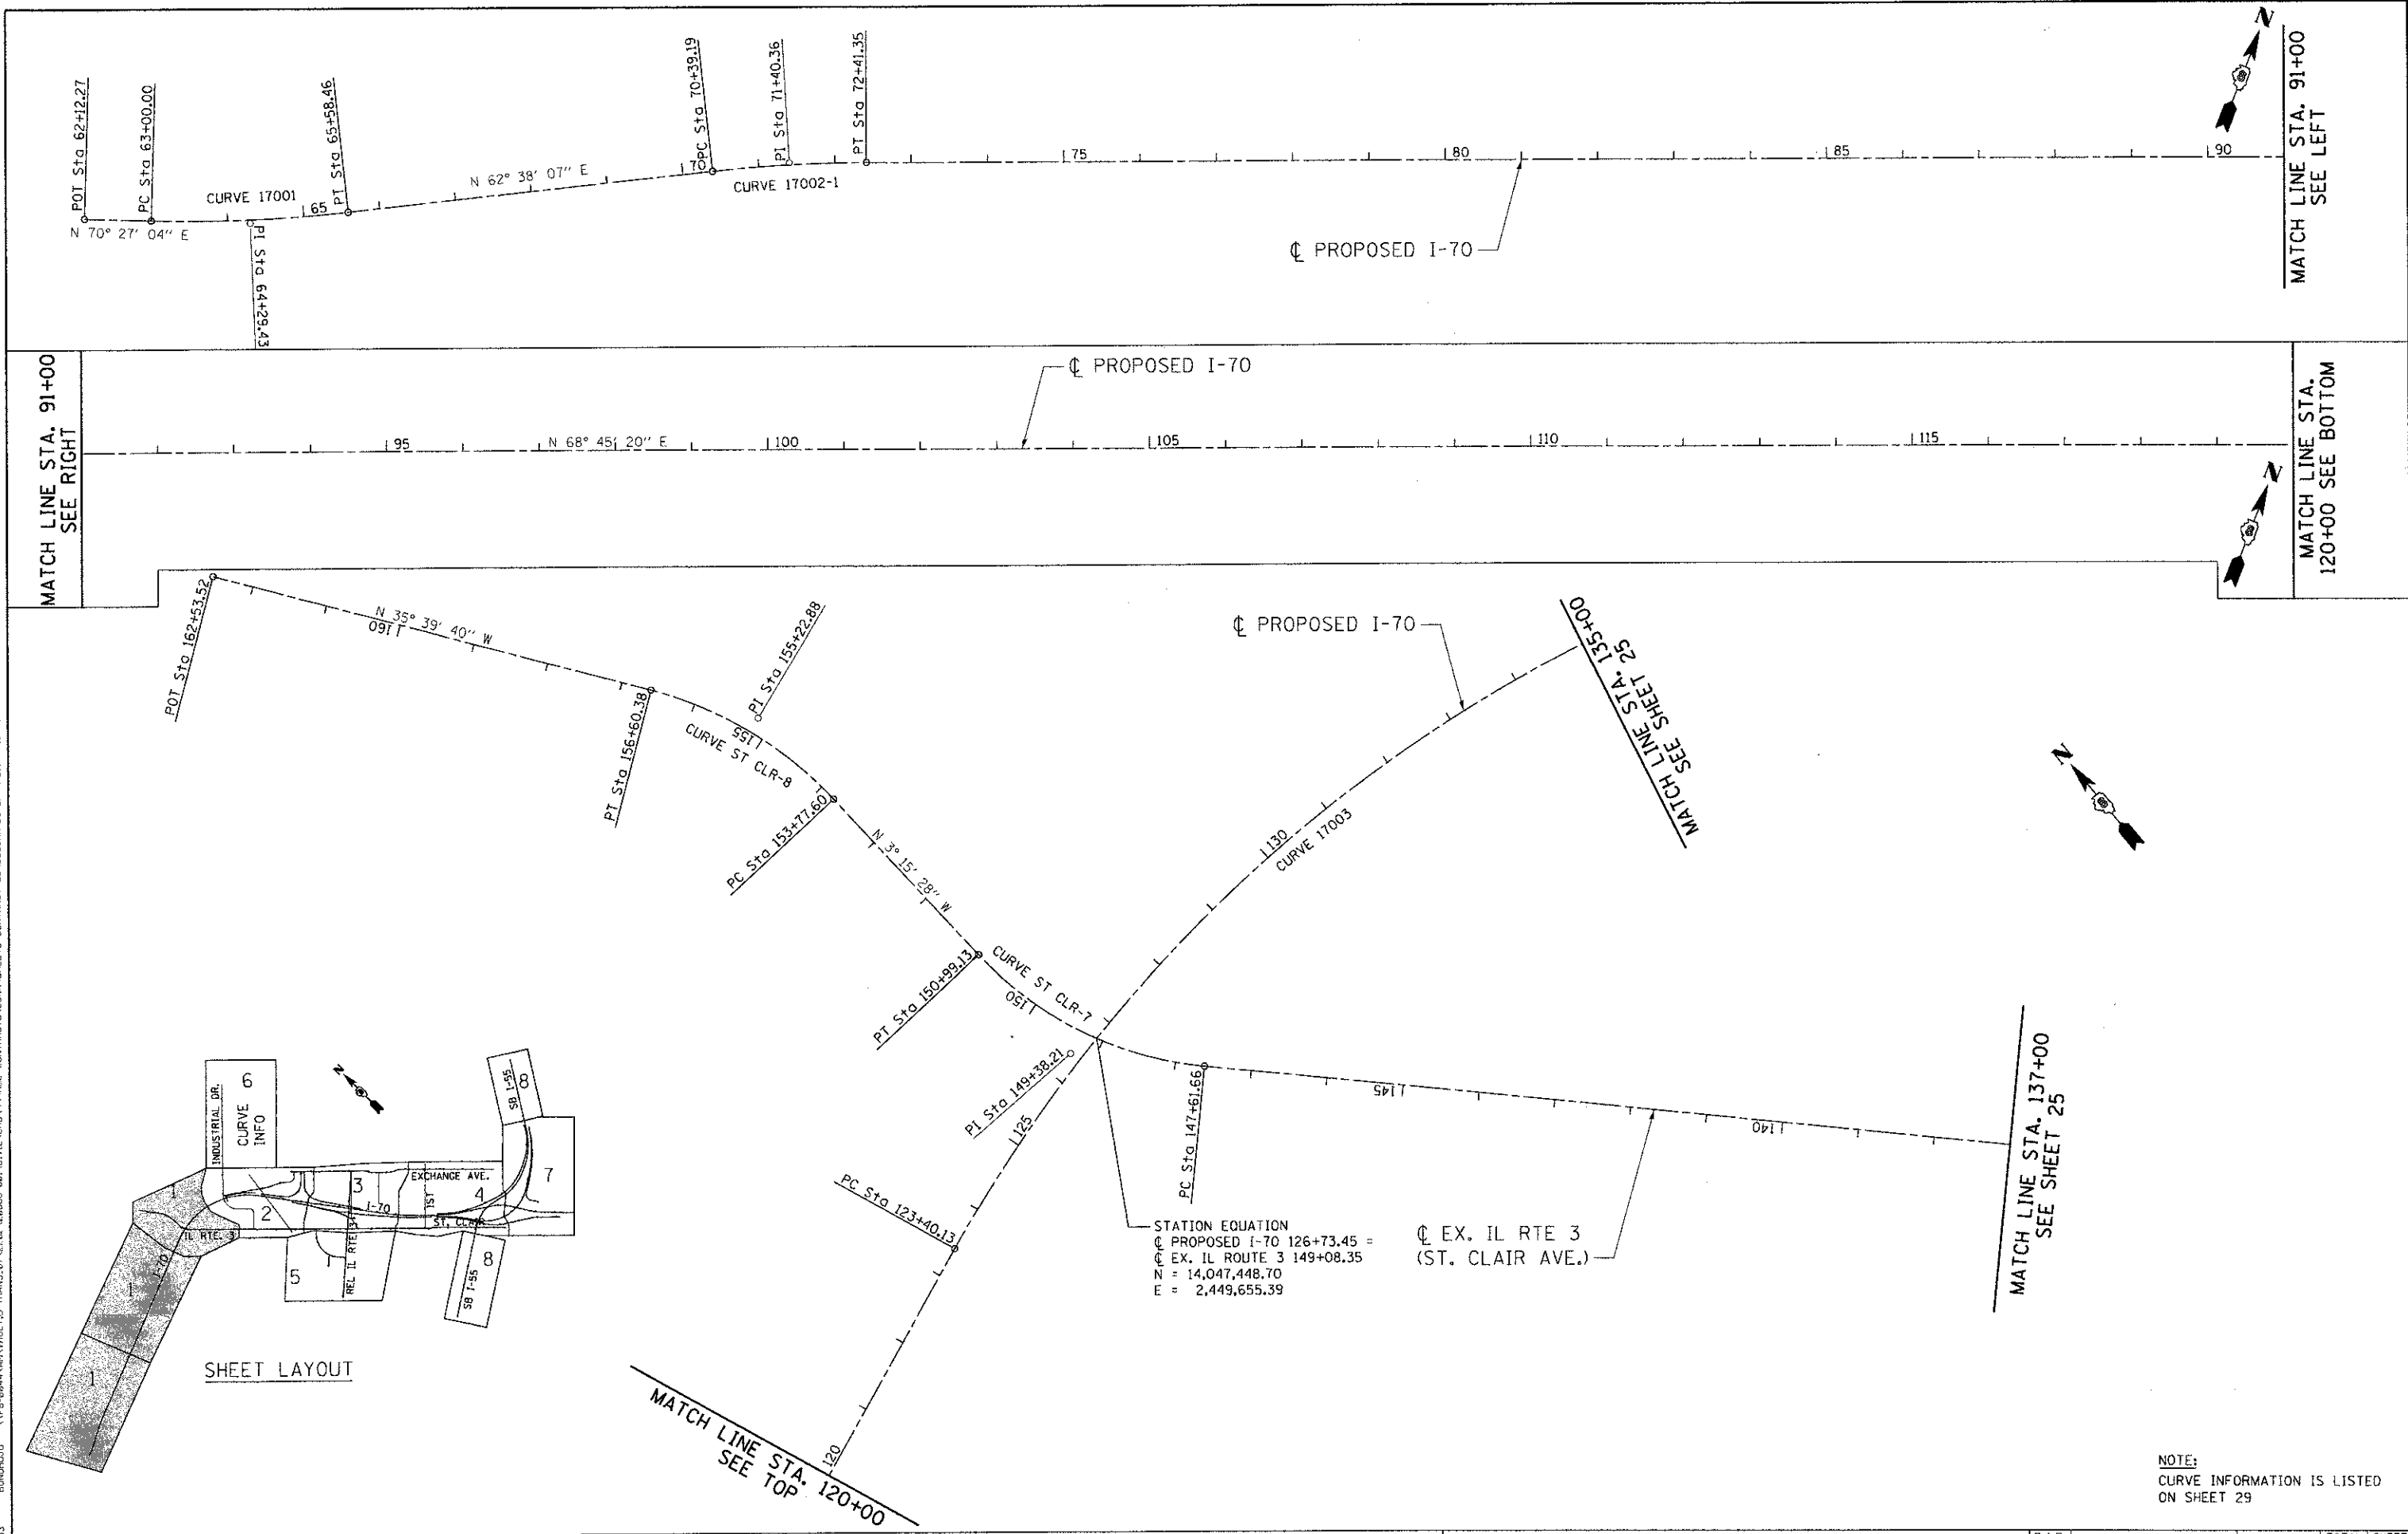 POT Sta 62+12.27
PC Sta 63+00.00
PT Sta 65+58.46
PC Sta 70+39.19
PI Sta 71+40.36
PT Sta 72+41.35
N
MATCH LINE STA. 91+00
SEE LEFT
CURVE 17001
65
N 62° 38' 07" E
70
CURVE 17002-1
75
80
85
90
N 70° 27' 04" E
PI Sta 64+29.43
℄ PROPOSED I-70
MATCH LINE STA. 91+00
SEE RIGHT
℄ PROPOSED I-70
95
N 68° 45' 20" E
100
105
110
115
MATCH LINE STA.
120+00 SEE BOTTOM
N
POT Sta 162+53.52
N 35° 39' 40" W
160
PT Sta 156+60.38
PI Sta 155+22.88
155
CURVE ST CLR-8
PC Sta 153+77.60
N 3° 15' 28" W
PT Sta 150+99.13
CURVE ST CLR-7
150
PI Sta 149+38.21
℄ PROPOSED I-70
MATCH LINE STA. 135+00
SEE SHEET 25
130
CURVE 17003
N
125
PC Sta 147+61.66
145
140
MATCH LINE STA. 137+00
SEE SHEET 25
PC Sta 123+40.13
STATION EQUATION
℄ PROPOSED I-70 126+73.45 =
℄ EX. IL ROUTE 3 149+08.35
N = 14,047,448.70
E = 2,449,655.39
℄ EX. IL RTE 3
(ST. CLAIR AVE.)
120
MATCH LINE STA. 120+00
SEE TOP
INDUSTRIAL DR.
6
CURVE
INFO
N
SB I-55
8
7
1
2
3
EXCHANGE AVE.
1ST
4
I-70
ST. CLAIR
IL RTE. 3
5
REL IL RTE 3
SB I-55
8
I-70
1
1
SHEET LAYOUT
NOTE:
CURVE INFORMATION IS LISTED
ON SHEET 29